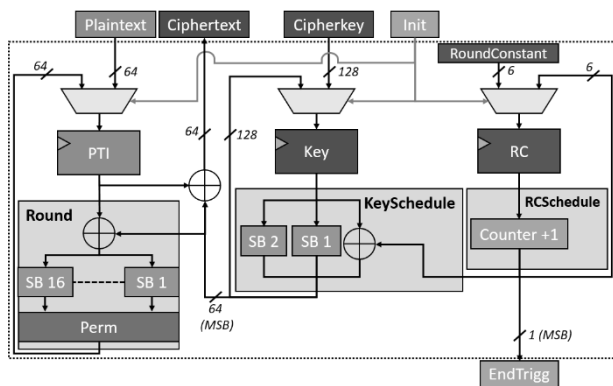 Plaintext
Ciphertext
Cipherkey
Init
RoundConstant
64
64
128
6
6
64
128
PTI
Key
RC
Round
KeySchedule
RCSchedule
SB 2
SB 1
Counter +1
SB 16
SB 1
Perm
64
(MSB)
1 (MSB)
EndTrigg